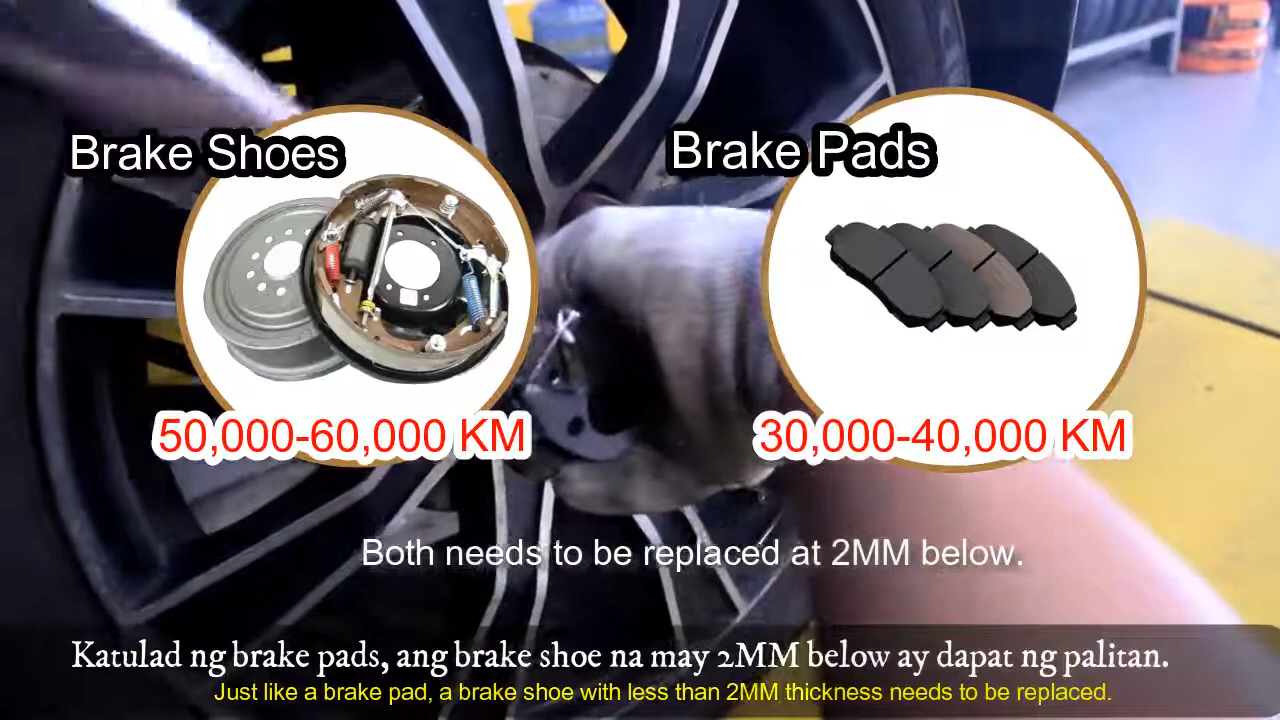 Brake Shoes
Brake Pads
50,000-60,000 KM
30,000-40,000 KM
Both needs to be replaced at 2MM below.
Katulad ng brake pads, ang brake shoe na may 2MM below ay dapat ng palitan.
Just like a brake pad, a brake shoe with less than 2MM thickness needs to be replaced.